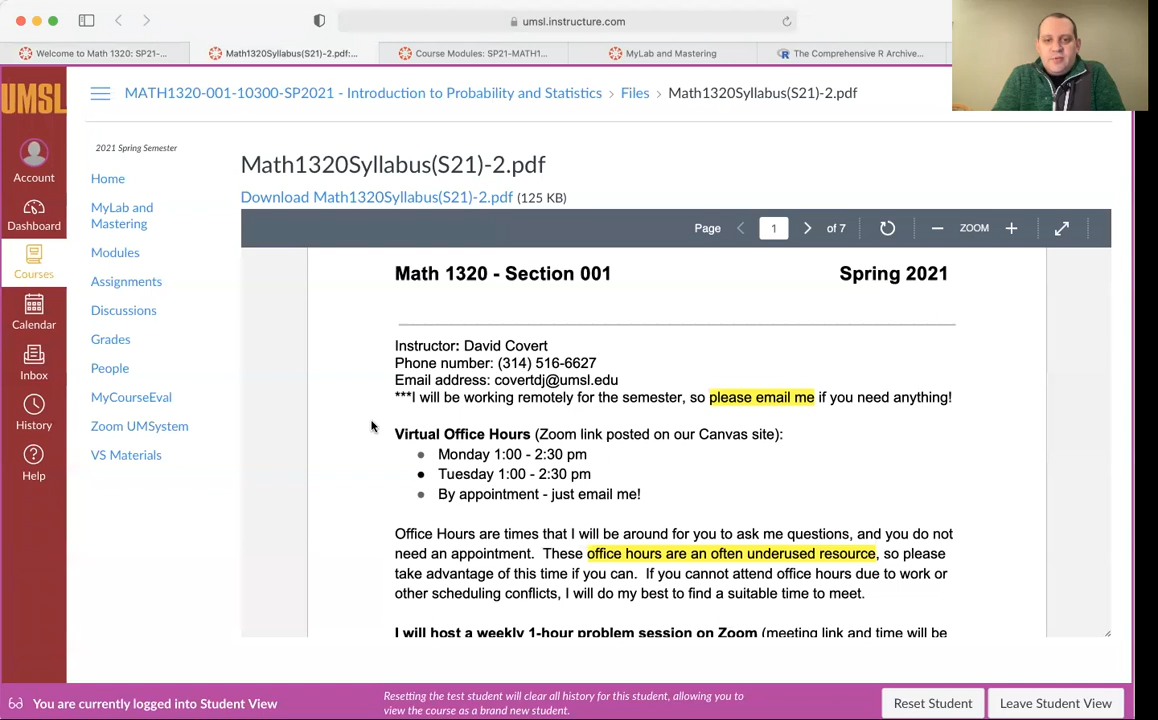 umsl.instructure.com
Welcome to Math 1320: SP21-...
Math1320Syllabus(S21)-2.pdf:...
Course Modules: SP21-MATH1...
MyLab and Mastering
The Comprehensive R Archive...
UMSL
MATH1320-001-10300-SP2021 - Introduction to Probability and Statistics > Files > Math1320Syllabus(S21)-2.pdf
Account
Dashboard
Courses
Calendar
Inbox
History
Help
2021 Spring Semester
Home
MyLab and
Mastering
Modules
Assignments
Discussions
Grades
People
MyCourseEval
Zoom UMSystem
VS Materials
Math1320Syllabus(S21)-2.pdf
Download Math1320Syllabus(S21)-2.pdf (125 KB)
Page 1 of 7 ZOOM
Math 1320 - Section 001 Spring 2021
Instructor: David Covert
Phone number: (314) 516-6627
Email address: covertdj@umsl.edu
***I will be working remotely for the semester, so please email me if you need anything!
Virtual Office Hours (Zoom link posted on our Canvas site):
● Monday 1:00 - 2:30 pm
● Tuesday 1:00 - 2:30 pm
● By appointment - just email me!
Office Hours are times that I will be around for you to ask me questions, and you do not
need an appointment. These office hours are an often underused resource, so please
take advantage of this time if you can. If you cannot attend office hours due to work or
other scheduling conflicts, I will do my best to find a suitable time to meet.
I will host a weekly 1-hour problem session on Zoom (meeting link and time will be
You are currently logged into Student View
Resetting the test student will clear all history for this student, allowing you to
view the course as a brand new student.
Reset Student
Leave Student View